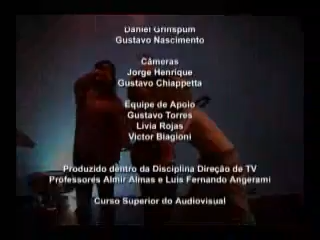 Daniel Grinspum
Gustavo Nascimento
Câmeras
Jorge Henrique
Gustavo Chiappetta
Equipe de Apoio
Gustavo Torres
Livia Rojas
Victor Biagioni
Produzido dentro da Disciplina Direção de TV
Professores Almir Almas e Luis Fernando Angerami
Curso Superior do Audiovisual